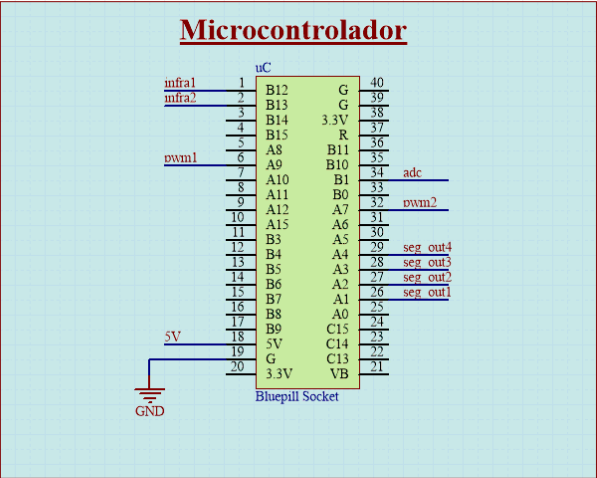 Microcontrolador
uC
infra1 1 B12 G 40
infra2 2 B13 G 39
3 B14 3.3V 38
4 B15 R 37
5 A8 B11 36
pwm1 6 A9 B10 35
7 A10 B1 34 adc
8 A11 B0 33
9 A12 A7 32 pwm2
10 A15 A6 31
11 B3 A5 30
12 B4 A4 29 seg_out4
13 B5 A3 28 seg_out3
14 B6 A2 27 seg_out2
15 B7 A1 26 seg_out1
16 B8 A0 25
17 B9 C15 24
5V 18 5V C14 23
19 G C13 22
20 3.3V VB 21
Bluepill Socket
GND